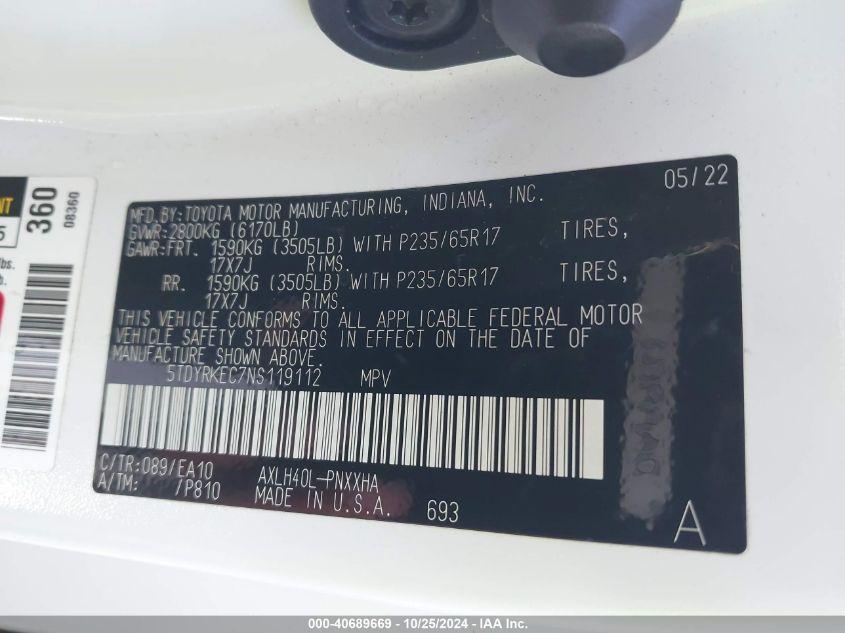 NT
5
360
08360
lbs.
05/22
MFD.BY:TOYOTA MOTOR MANUFACTURING, INDIANA, INC.
GVWR:2800KG (6170LB)
GAWR:FRT. 1590KG (3505LB) WITH P235/65R17 TIRES,
17X7J RIMS.
RR. 1590KG (3505LB) WITH P235/65R17 TIRES,
17X7J RIMS.
THIS VEHICLE CONFORMS TO ALL APPLICABLE FEDERAL MOTOR
VEHICLE SAFETY STANDARDS IN EFFECT ON THE DATE OF
MANUFACTURE SHOWN ABOVE.
5TDYRKEC7NS119112 MPV
C/TR:089/EA10 AXLH40L-PNXXHA
A/TM: /P810 MADE IN U.S.A. 693
A
000-40689669 - 10/25/2024 - IAA Inc.